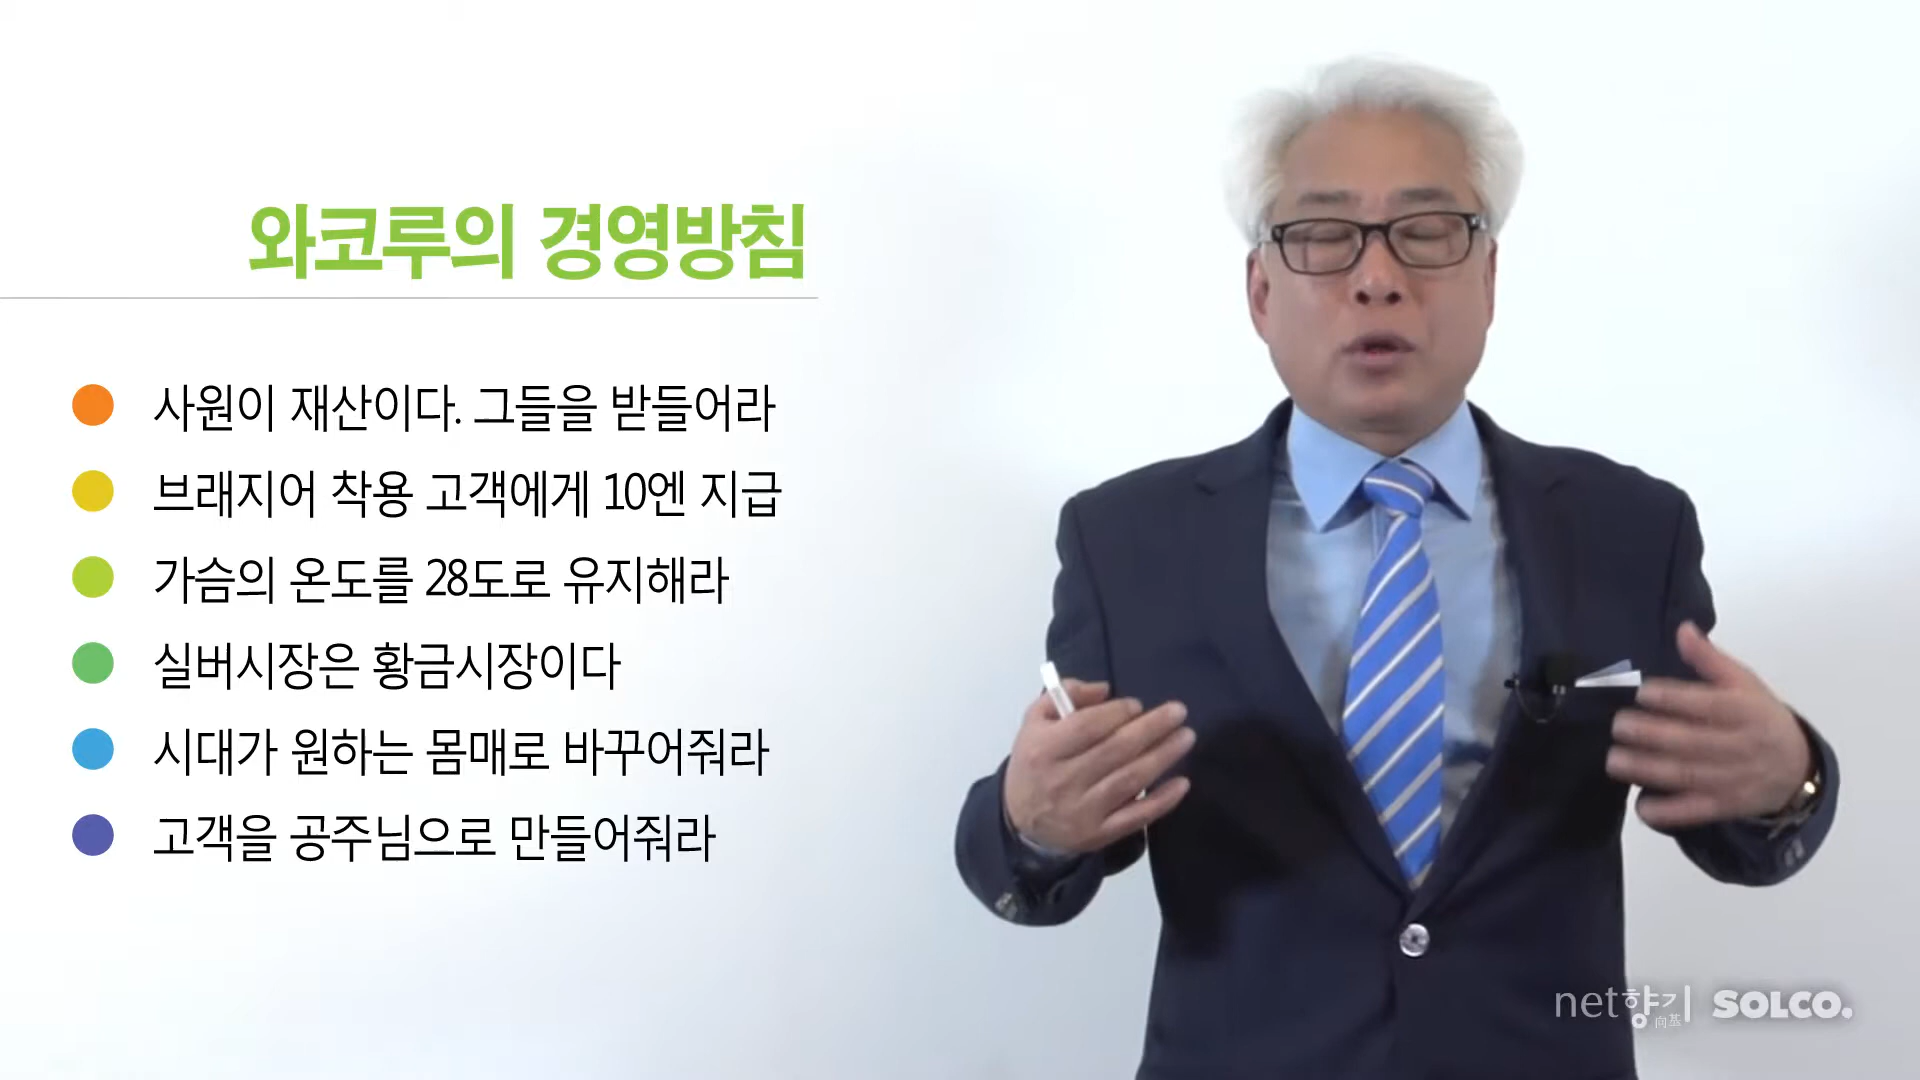 와코루의 경영방침
사원이 재산이다. 그들을 받들어라
브래지어 착용 고객에게 10엔 지급
가슴의 온도를 28도로 유지해라
실버시장은 황금시장이다
시대가 원하는 몸매로 바꾸어줘라
고객을 공주님으로 만들어줘라
net향기 SOLCO.
向基